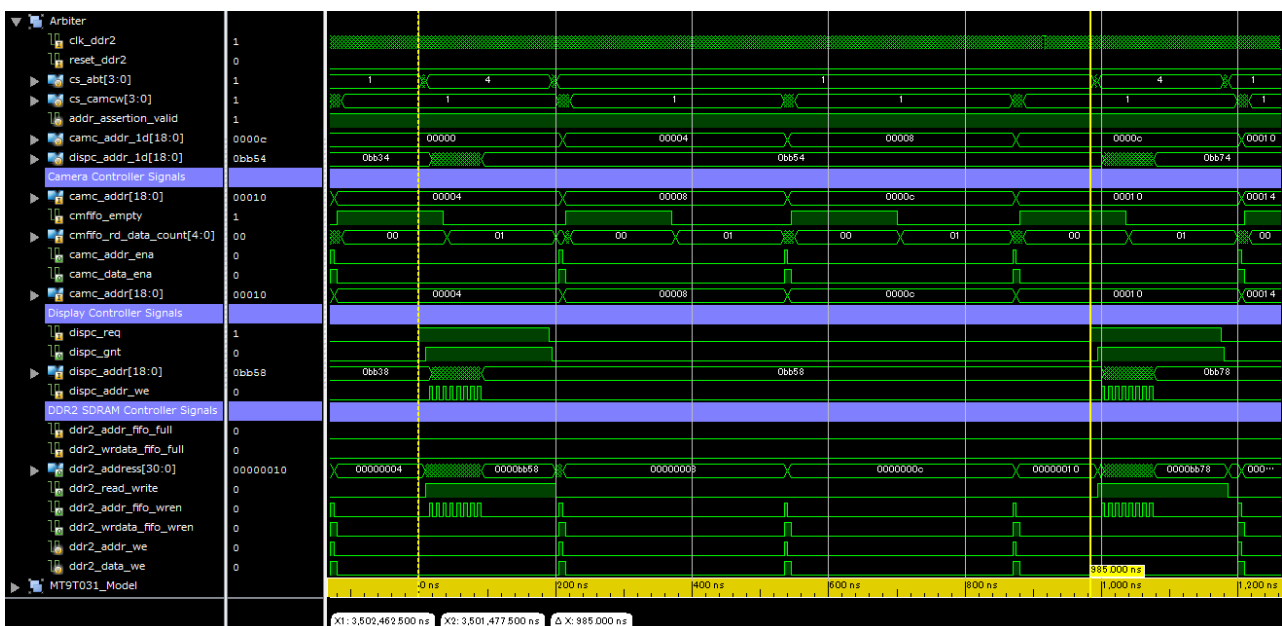 Arbiter
clk_ddr2 1
reset_ddr2 0
cs_abt[3:0] 1 1 4 1 4 1
cs_camcw[3:0] 1 1 1 1 1 1
addr_assertion_valid 1
camc_addr_1d[18:0] 0000c 00000 00004 00008 0000c 00010
dispc_addr_1d[18:0] 0bb54 0bb34 0bb54 0bb74
Camera Controller Signals
camc_addr[18:0] 00010 00004 00008 0000c 00010 00014
cmfifo_empty 1
cmfifo_rd_data_count[4:0] 00 00 01 00 01 00 01 00 01 00
camc_addr_ena 0
camc_data_ena 0
camc_addr[18:0] 00010 00004 00008 0000c 00010 00014
Display Controller Signals
dispc_req 1
dispc_gnt 0
dispc_addr[18:0] 0bb58 0bb38 0bb58 0bb78
dispc_addr_we 0
DDR2 SDRAM Controller Signals
ddr2_addr_fifo_full 0
ddr2_wrdata_fifo_full 0
ddr2_address[30:0] 00000010 00000004 0000bb58 00000008 0000000c 00000010 0000bb78 000...
ddr2_read_write 0
ddr2_addr_fifo_wren 0
ddr2_wrdata_fifo_wren 0
ddr2_addr_we 0
ddr2_data_we 0
985.000 ns
MT9T031_Model 0 ns 200 ns 400 ns 600 ns 800 ns 1,000 ns 1,200 ns
X1: 3,502,462.500 ns X2: 3,501,477.500 ns Δ X: 985.000 ns